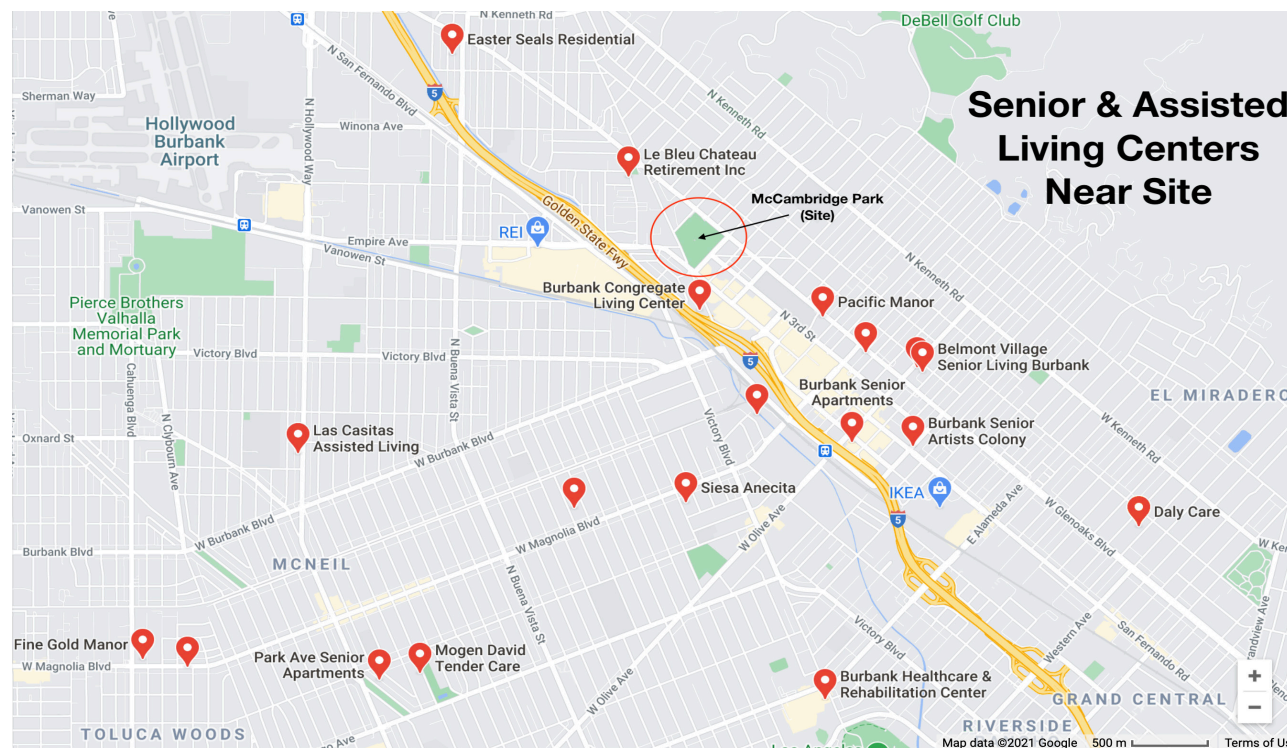 N Kenneth Rd
DeBell Golf Club
Easter Seals Residential
N San Fernando Blvd
5
Sherman Way
Senior & Assisted
Living Centers
Near Site
N Kenneth Rd
Hollywood
Burbank
Airport
Winona Ave
N Hollywood Way
Le Bleu Chateau
Retirement Inc
McCambridge Park
(Site)
Vanowen St
Golden State Fwy
REI
Empire Ave
Vanowen St
N Kenneth Rd
Burbank Congregate
Living Center
Pacific Manor
Pierce Brothers
Valhalla
Memorial Park
and Mortuary
N 3rd St
Victory Blvd
Victory Blvd
N Buena Vista St
5
Belmont Village
Senior Living Burbank
Cahuenga Blvd
Burbank Senior
Apartments
EL MIRADERO
N Clybourn Ave
Oxnard St
Las Casitas
Assisted Living
W Burbank Blvd
Victory Blvd
Burbank Senior
Artists Colony
W Kenneth Rd
Siesa Anecita
IKEA
W Burbank Blvd
W Magnolia Blvd
W Olive Ave
5
E Alameda Ave
W Glenoaks Blvd
Daly Care
Burbank Blvd
MCNEIL
N Buena Vista St
Fine Gold Manor
W Magnolia Blvd
Park Ave Senior
Apartments
Mogen David
Tender Care
Victory Blvd
Western Ave
San Fernando Rd
W Olive Ave
Burbank Healthcare &
Rehabilitation Center
GRAND CENTRAL
TOLUCA WOODS
RIVERSIDE
Map data ©2021 Google
500 m
Terms of Us